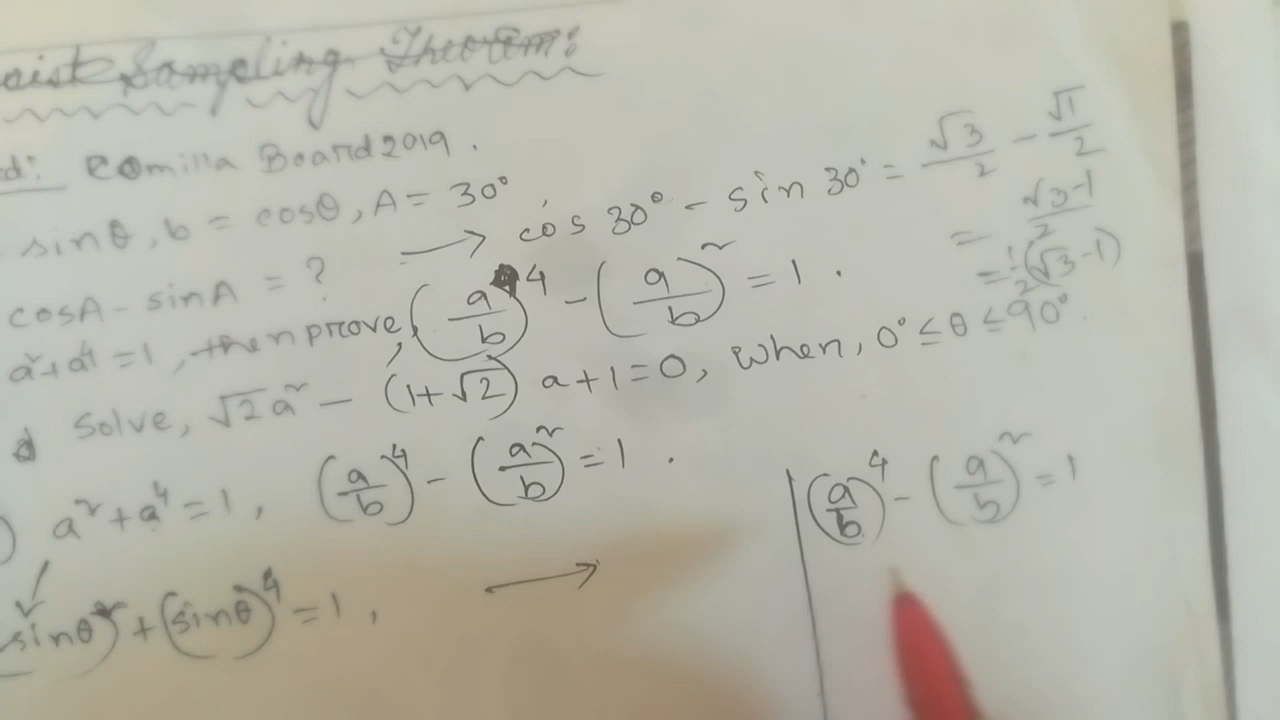 Sampling Theorem:
Comilla Board 2019.
sinθ, b = cosθ, A = 30°
cosA - sinA = ? → cos 30° - sin 30° = √3/2 - √1/2
= √3-1/2
= 1/2(√3-1)
a²+a⁴=1, then prove, (a/b)⁴ - (a/b)² = 1.
Solve, √2a² - (1+√2) a+1=0, when, 0° ≤ θ ≤ 90°.
) a²+a⁴=1, (a/b)⁴ - (a/b)² = 1.
(sinθ)²+(sinθ)⁴=1, →
(a/b)⁴ - (a/b)² = 1